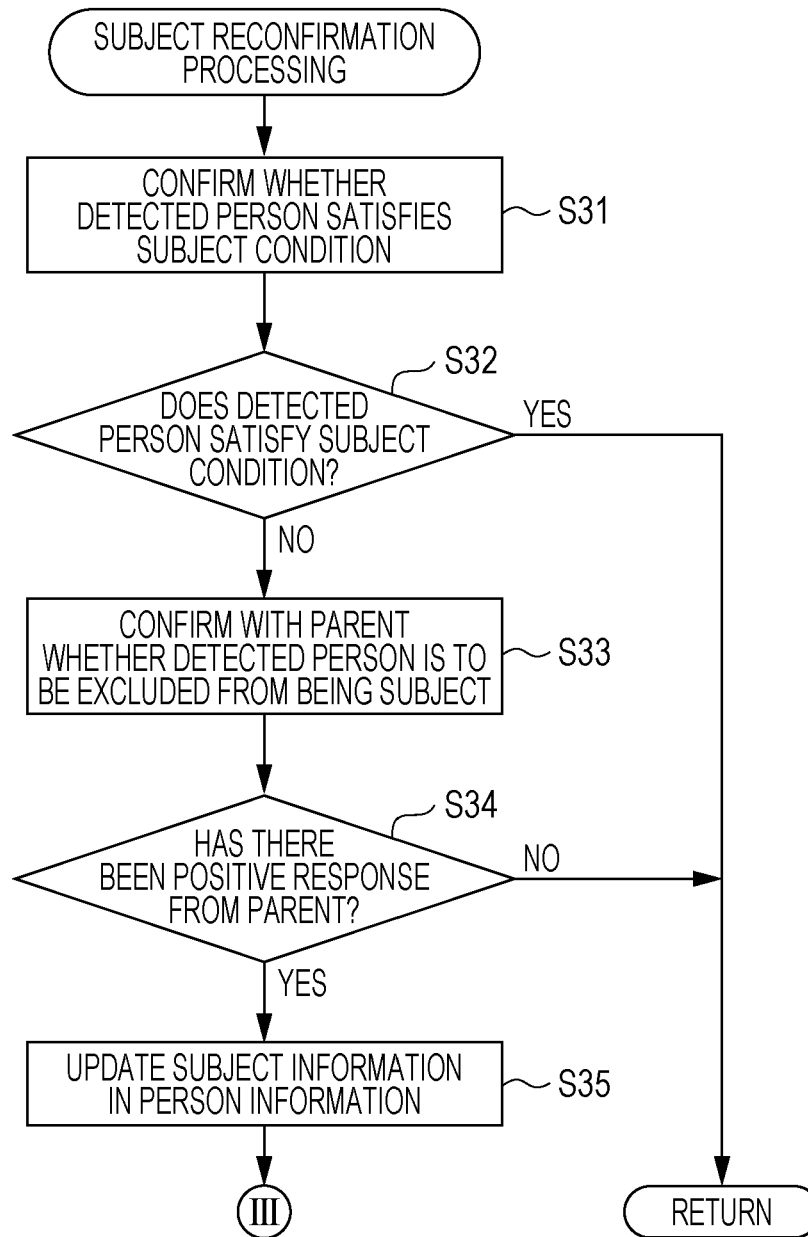 SUBJECT RECONFIRMATION
PROCESSING
CONFIRM WHETHER
DETECTED PERSON SATISFIES
SUBJECT CONDITION
S31
S32
DOES DETECTED
PERSON SATISFY SUBJECT
CONDITION?
YES
NO
CONFIRM WITH PARENT
WHETHER DETECTED PERSON IS TO
BE EXCLUDED FROM BEING SUBJECT
S33
S34
HAS THERE
BEEN POSITIVE RESPONSE
FROM PARENT?
NO
YES
UPDATE SUBJECT INFORMATION
IN PERSON INFORMATION
S35
III
RETURN